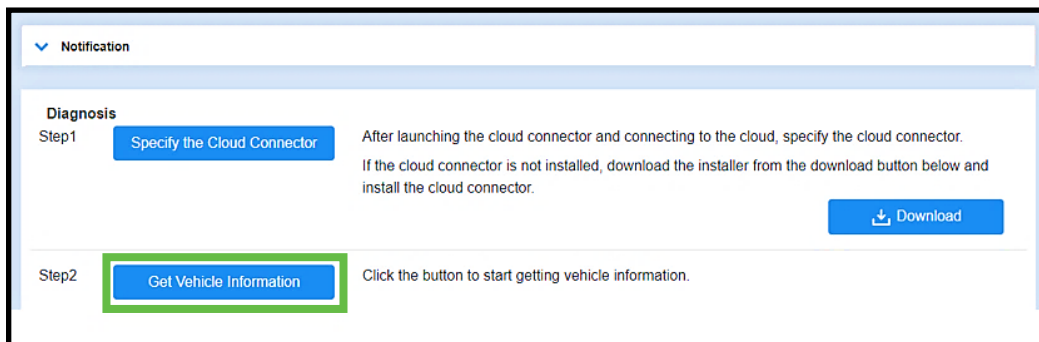 Notification
Diagnosis
Step1
Specify the Cloud Connector
After launching the cloud connector and connecting to the cloud, specify the cloud connector.
If the cloud connector is not installed, download the installer from the download button below and
install the cloud connector.
Download
Step2
Get Vehicle Information
Click the button to start getting vehicle information.